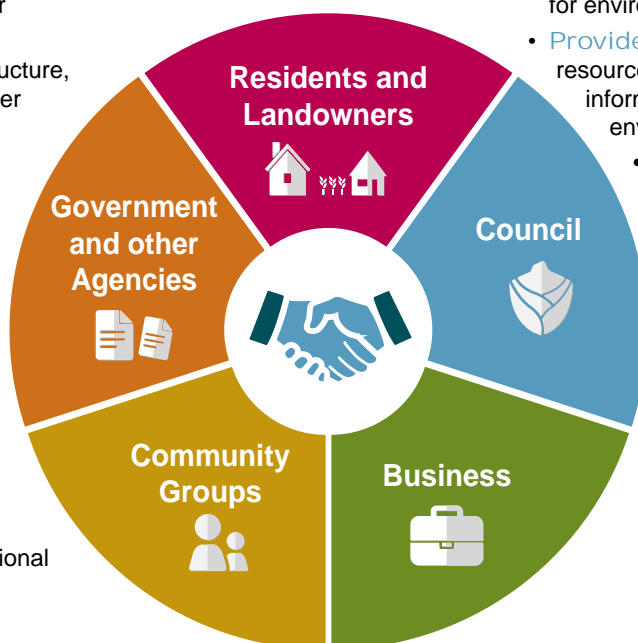 for enviro
• Provide
resource
inform
env
•
r
ucture,
er
Residents and
Landowners
Government
and other
Agencies
Council
Community
Groups
Business
ional